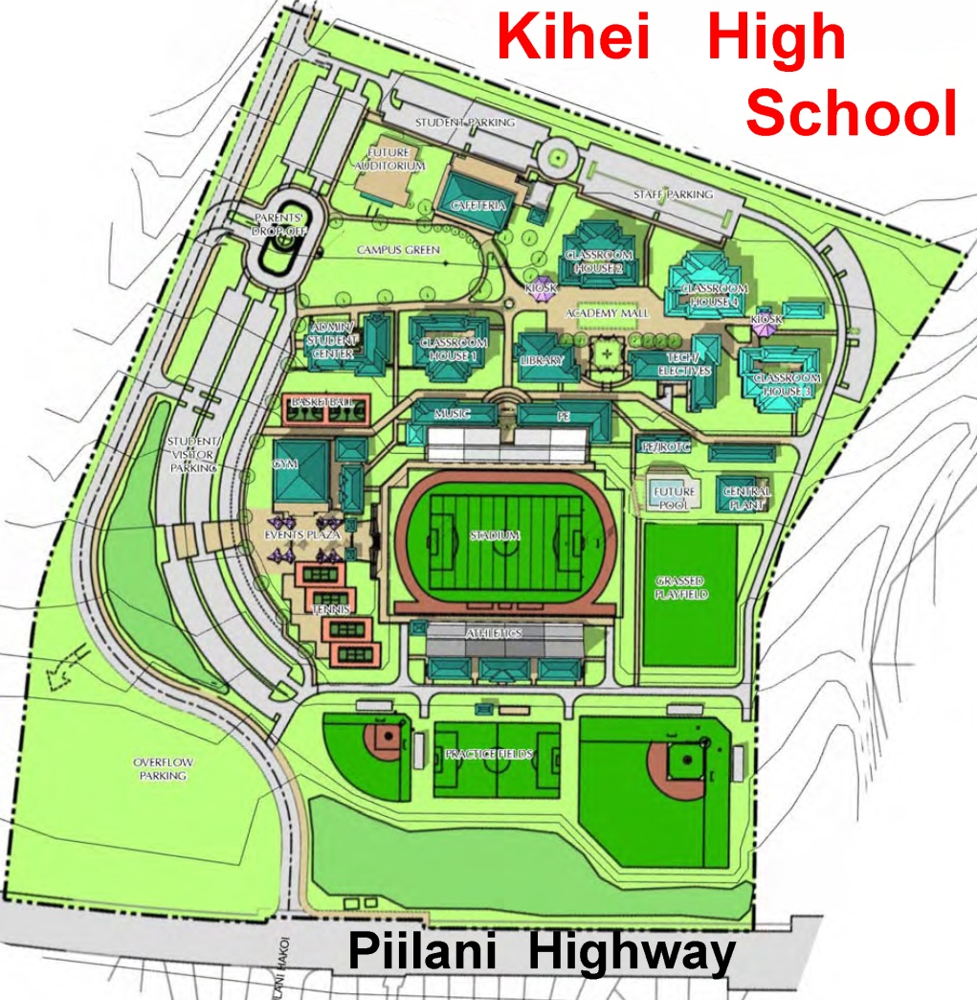 Kihei High
School
STUDENT PARKING
FUTURE
AUDITORIUM
STAFF PARKING
CAFETERIA
PARENTS'
DROP-OFF
CAMPUS GREEN
CLASSROOM
HOUSE 2
CLASSROOM
HOUSE 4
KIOSK
ACADEMY MALL
KIOSK
ADMIN/
STUDENT
CENTER
CLASSROOM
HOUSE 1
LIBRARY
TECH/
ELECTIVES
CLASSROOM
HOUSE 3
BASKETBALL
MUSIC
PE
STUDENT/
VISITOR
PARKING
GYM
PE/JROTC
FUTURE
POOL
CENTRAL
PLANT
EVENTS PLAZA
STADIUM
GRASSED
PLAYFIELD
TENNIS
ATHLETICS
OVERFLOW
PARKING
PRACTICE FIELDS
Piilani Highway
LANI HAKOI